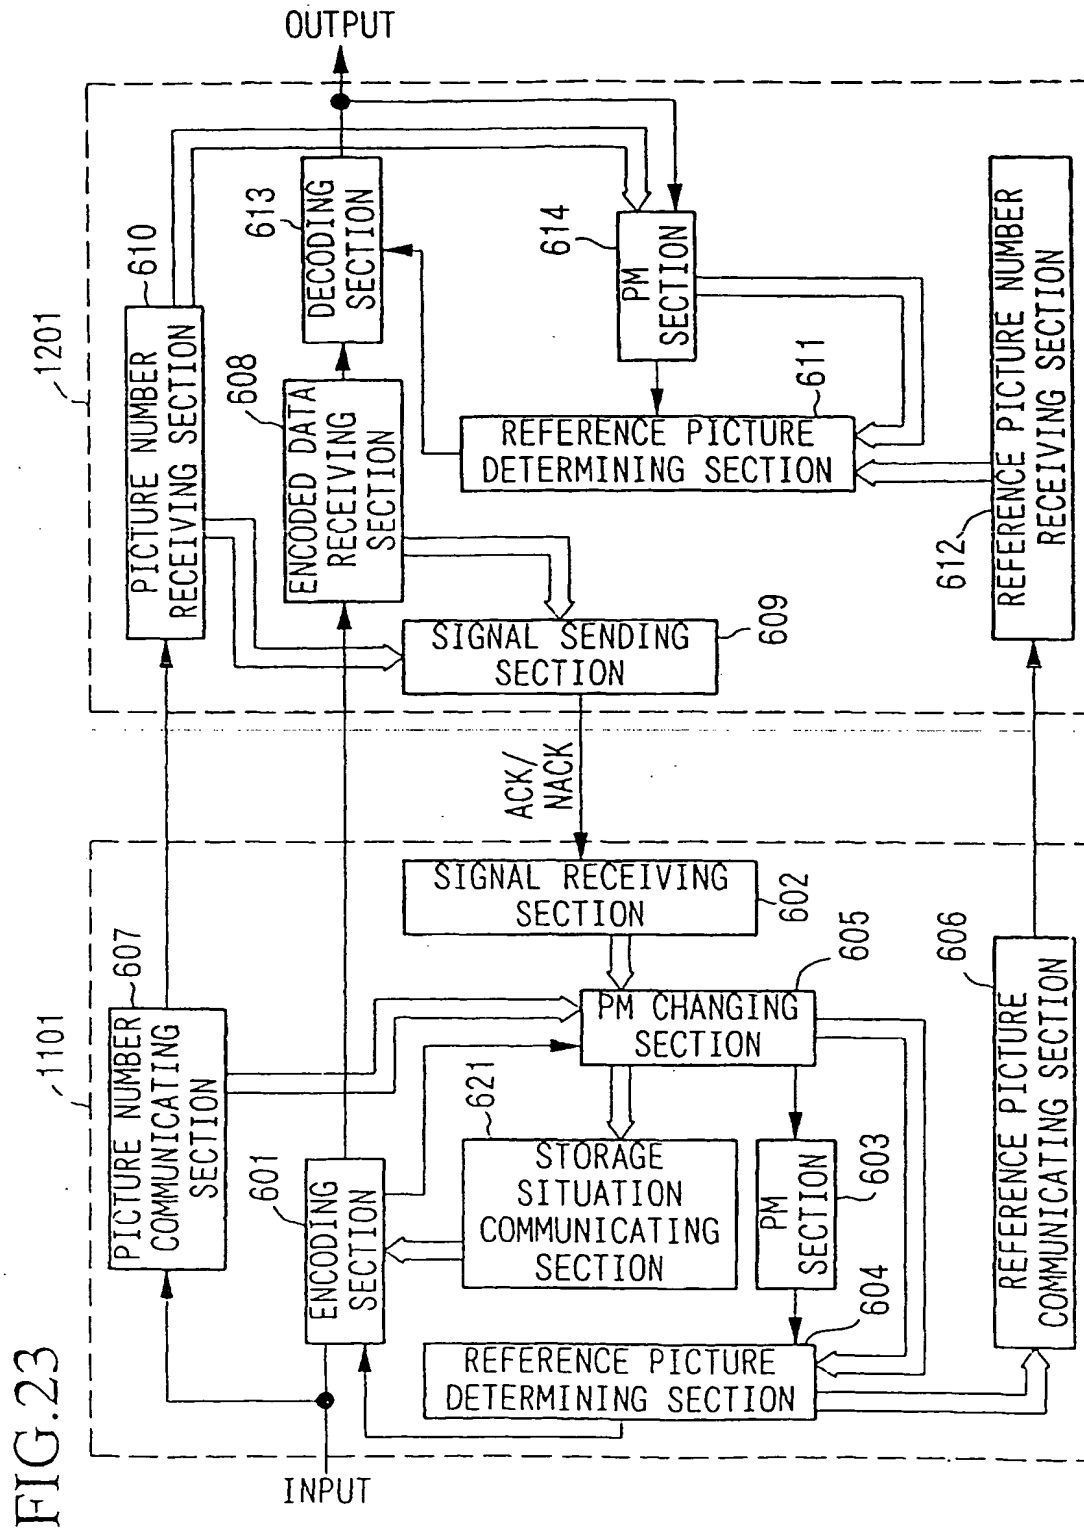 FIG.23
1101
1201
PICTURE NUMBER
COMMUNICATING
SECTION
607
PICTURE NUMBER
RECEIVING SECTION
610
INPUT
ENCODING
SECTION
601
ENCODED DATA
RECEIVING
SECTION
608
DECODING
SECTION
613
OUTPUT
SIGNAL RECEIVING
SECTION
602
ACK/
NACK
SIGNAL SENDING
SECTION
609
STORAGE
SITUATION
COMMUNICATING
SECTION
621
PM CHANGING
SECTION
605
REFERENCE PICTURE
DETERMINING SECTION
604
PM
SECTION
603
REFERENCE PICTURE
DETERMINING SECTION
611
PM
SECTION
614
REFERENCE PICTURE
COMMUNICATING SECTION
606
REFERENCE PICTURE NUMBER
RECEIVING SECTION
612